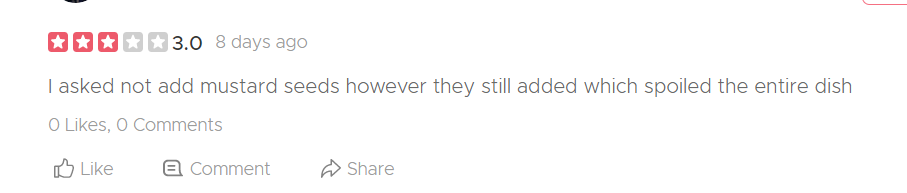 3.0 8 days ago
I asked not add mustard seeds however they still added which spoiled the entire dish
0 Likes, 0 Comments
Like Comment Share